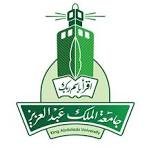 اقرأ باسم ربك
جامعة الملك عبد العزيز
King Abdulaziz University